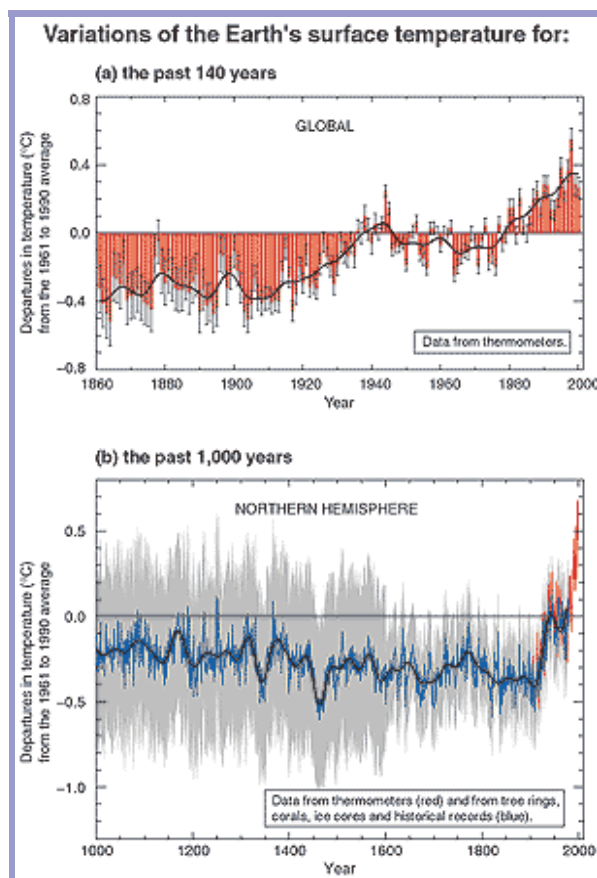 Variations of the Earth's surface temperature for:
(a) the past 140 years
GLOBAL
Departures in temperature (°C)
from the 1961 to 1990 average
0.8
0.4
0.0
−0.4
−0.8
Data from thermometers.
1860 1880 1900 1920 1940 1960 1980 2000
Year
(b) the past 1,000 years
NORTHERN HEMISPHERE
Departures in temperature (°C)
from the 1961 to 1990 average
0.5
0.0
−0.5
−1.0
Data from thermometers (red) and from tree rings,
corals, ice cores and historical records (blue).
1000 1200 1400 1600 1800 2000
Year